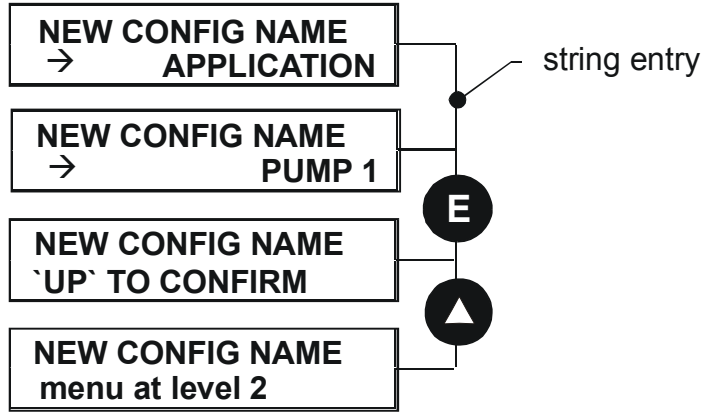 NEW CONFIG NAME
→ APPLICATION
string entry
NEW CONFIG NAME
→ PUMP 1
E
NEW CONFIG NAME
`UP` TO CONFIRM
NEW CONFIG NAME
menu at level 2